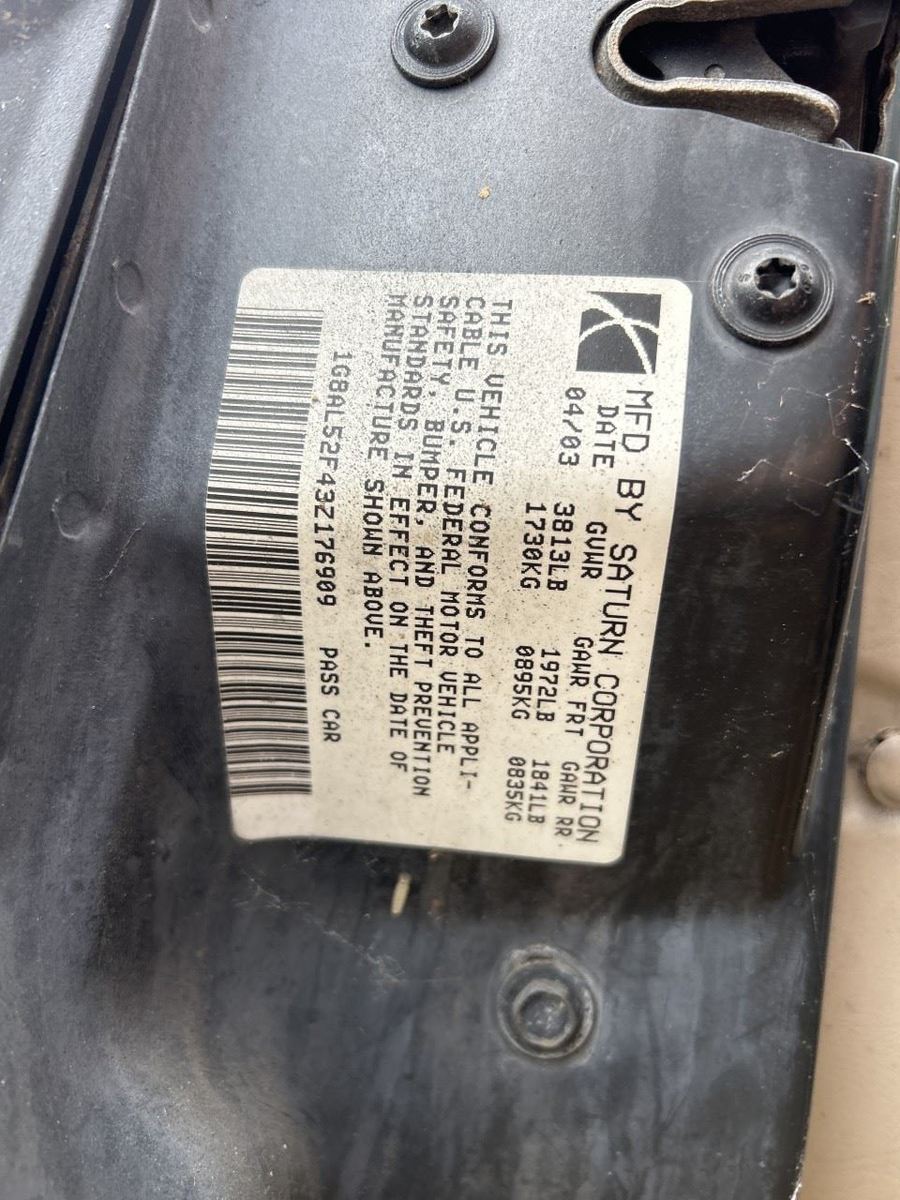 MFD BY SATURN CORPORATION
DATE GVWR GAWR FRT GAWR RR
04/03 3813LB 1972LB 1841LB
1730KG 0895KG 0835KG
THIS VEHICLE CONFORMS TO ALL APPLI-
CABLE U.S. FEDERAL MOTOR VEHICLE
SAFETY, BUMPER, AND THEFT PREVENTION
STANDARDS IN EFFECT ON THE DATE OF
MANUFACTURE SHOWN ABOVE.
1G8AL52F43Z176909 PASS CAR